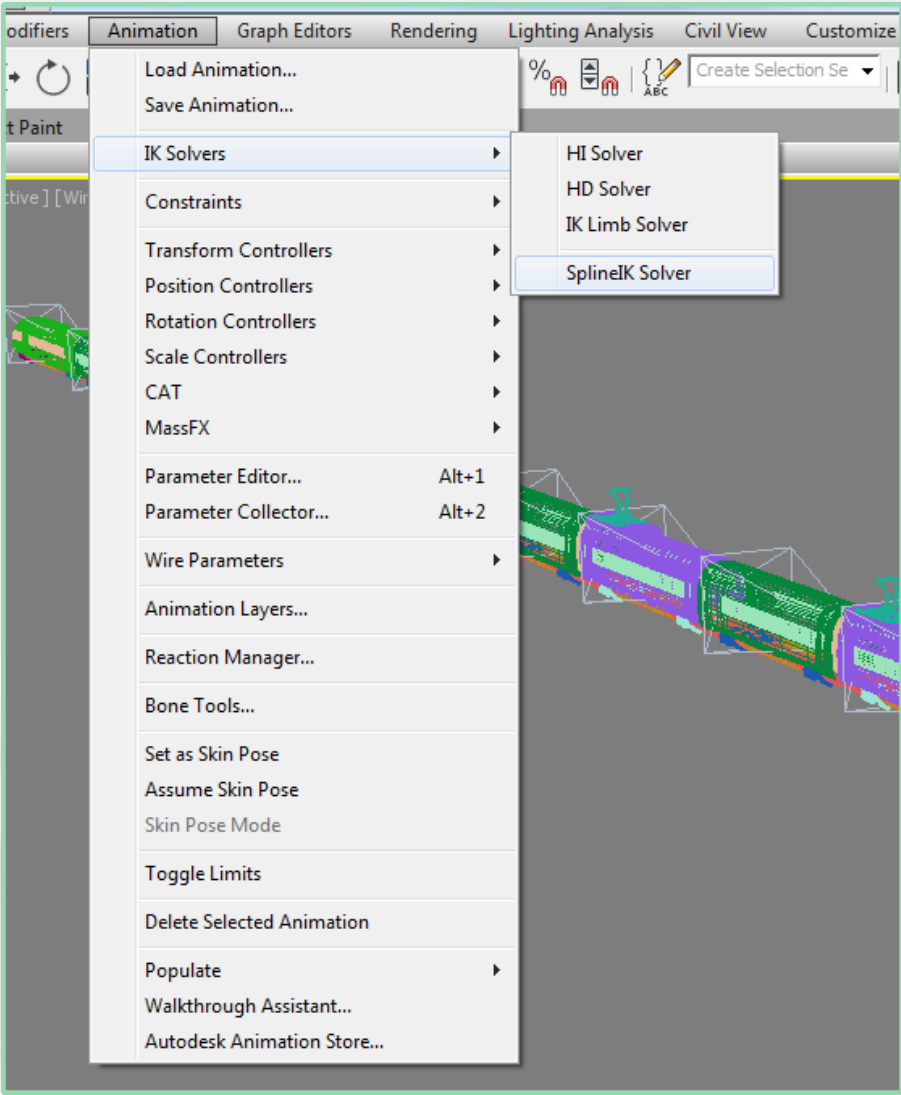 odifiers Animation Graph Editors Rendering Lighting Analysis Civil View Customize
Load Animation...
Save Animation...
% ABC Create Selection Se
t Paint
IK Solvers
HI Solver
HD Solver
IK Limb Solver
SplineIK Solver
ctive ] [ Wir
Constraints
Transform Controllers
Position Controllers
Rotation Controllers
Scale Controllers
CAT
MassFX
Parameter Editor... Alt+1
Parameter Collector... Alt+2
Wire Parameters
Animation Layers...
Reaction Manager...
Bone Tools...
Set as Skin Pose
Assume Skin Pose
Skin Pose Mode
Toggle Limits
Delete Selected Animation
Populate
Walkthrough Assistant...
Autodesk Animation Store...